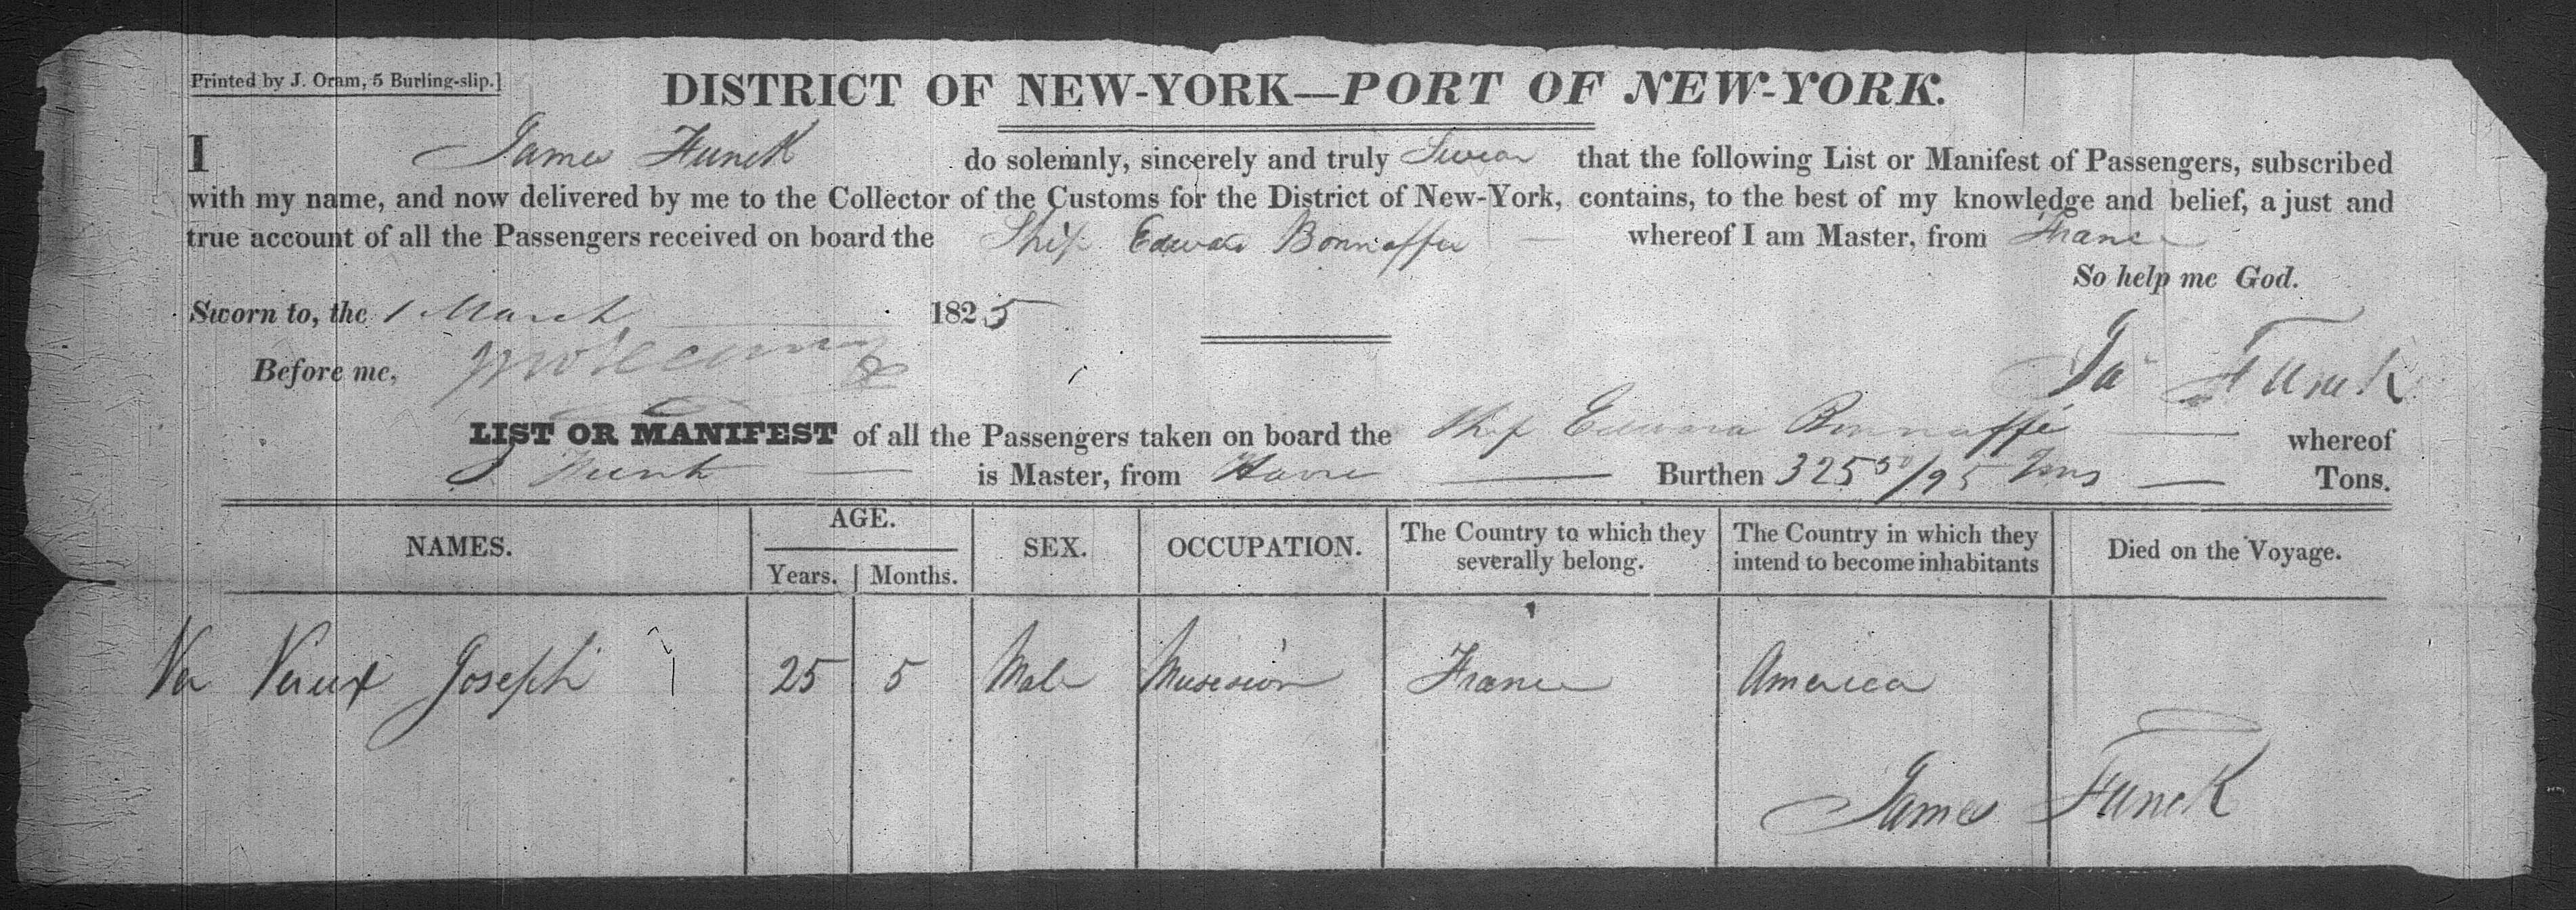 Printed by J. Oram, 5 Burling-slip.]
DISTRICT OF NEW-YORK—PORT OF NEW-YORK.
I James Funck do solemnly, sincerely and truly Swear that the following List or Manifest of Passengers, subscribed
with my name, and now delivered by me to the Collector of the Customs for the District of New-York, contains, to the best of my knowledge and belief, a just and
true account of all the Passengers received on board the Ship Edward Bonnaffe whereof I am Master, from France
So help me God.
Sworn to, the 1 March 1825
Before me,
Ja Funck
LIST OR MANIFEST of all the Passengers taken on board the Ship Edward Bonnaffé whereof
J Funk is Master, from Havre Burthen 325 50/95 Tons Tons.
NAMES. AGE. SEX. OCCUPATION. The Country to which they severally belong. The Country in which they intend to become inhabitants Died on the Voyage.
Years. Months.
Joseph 25 5 Male France America
James Funck